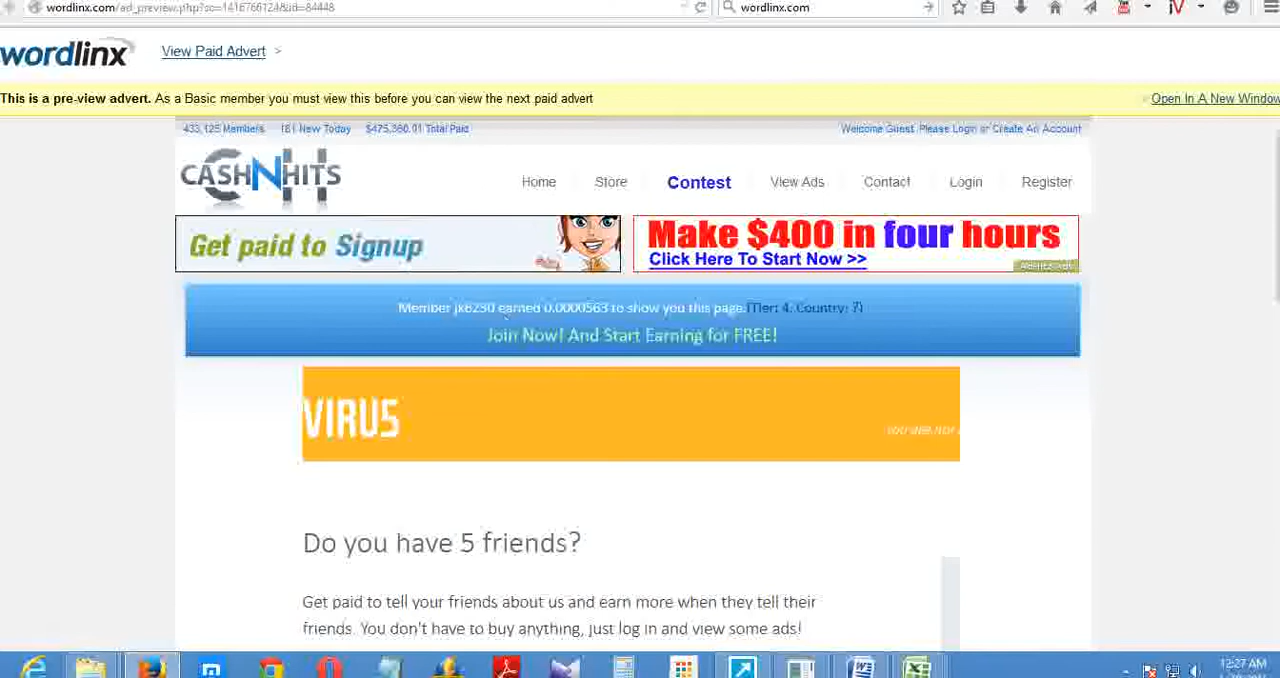 wordlinx.com/ad_preview.php?sc=1416766124&id=84448
wordlinx.com
wordlinx
View Paid Advert >
This is a pre-view advert. As a Basic member you must view this before you can view the next paid advert
Open In A New Window
433,125 Members 181 New Today $475,360.01 Total Paid
Welcome Guest Please Login or Create An Account
CASHNHITS
Home Store Contest View Ads Contact Login Register
Get paid to Signup
Make $400 in four hours
Click Here To Start Now >>
Member jk6230 earned 0.0000563 to show you this page.(Tier: 4, Country: 7)
Join Now! And Start Earning for FREE!
VIRUS
Do you have 5 friends?
Get paid to tell your friends about us and earn more when they tell their
friends. You don't have to buy anything, just log in and view some ads!
12:27 AM